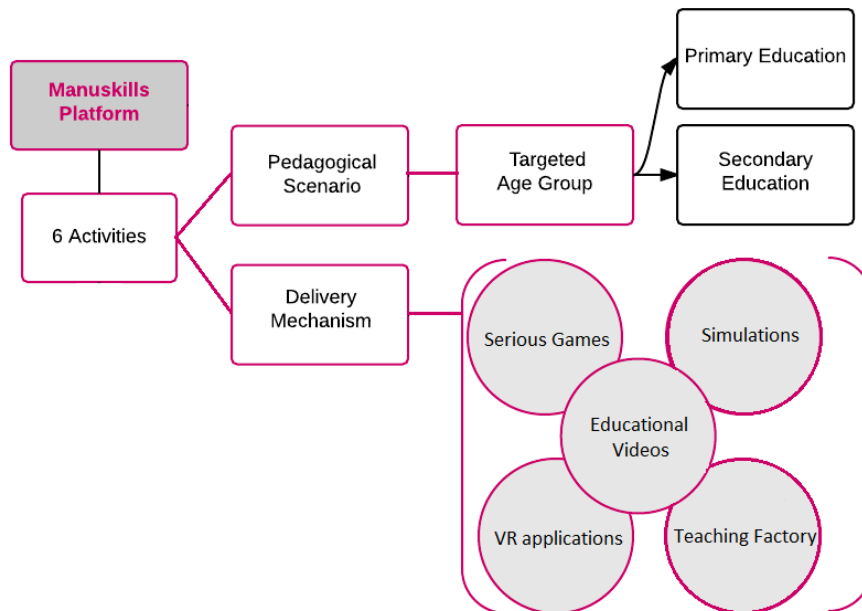 Manuskills
Platform
6 Activities
Pedagogical
Scenario
Targeted
Age Group
Primary Education
Secondary
Education
Delivery
Mechanism
Serious Games
Simulations
Educational
Videos
VR applications
Teaching Factory